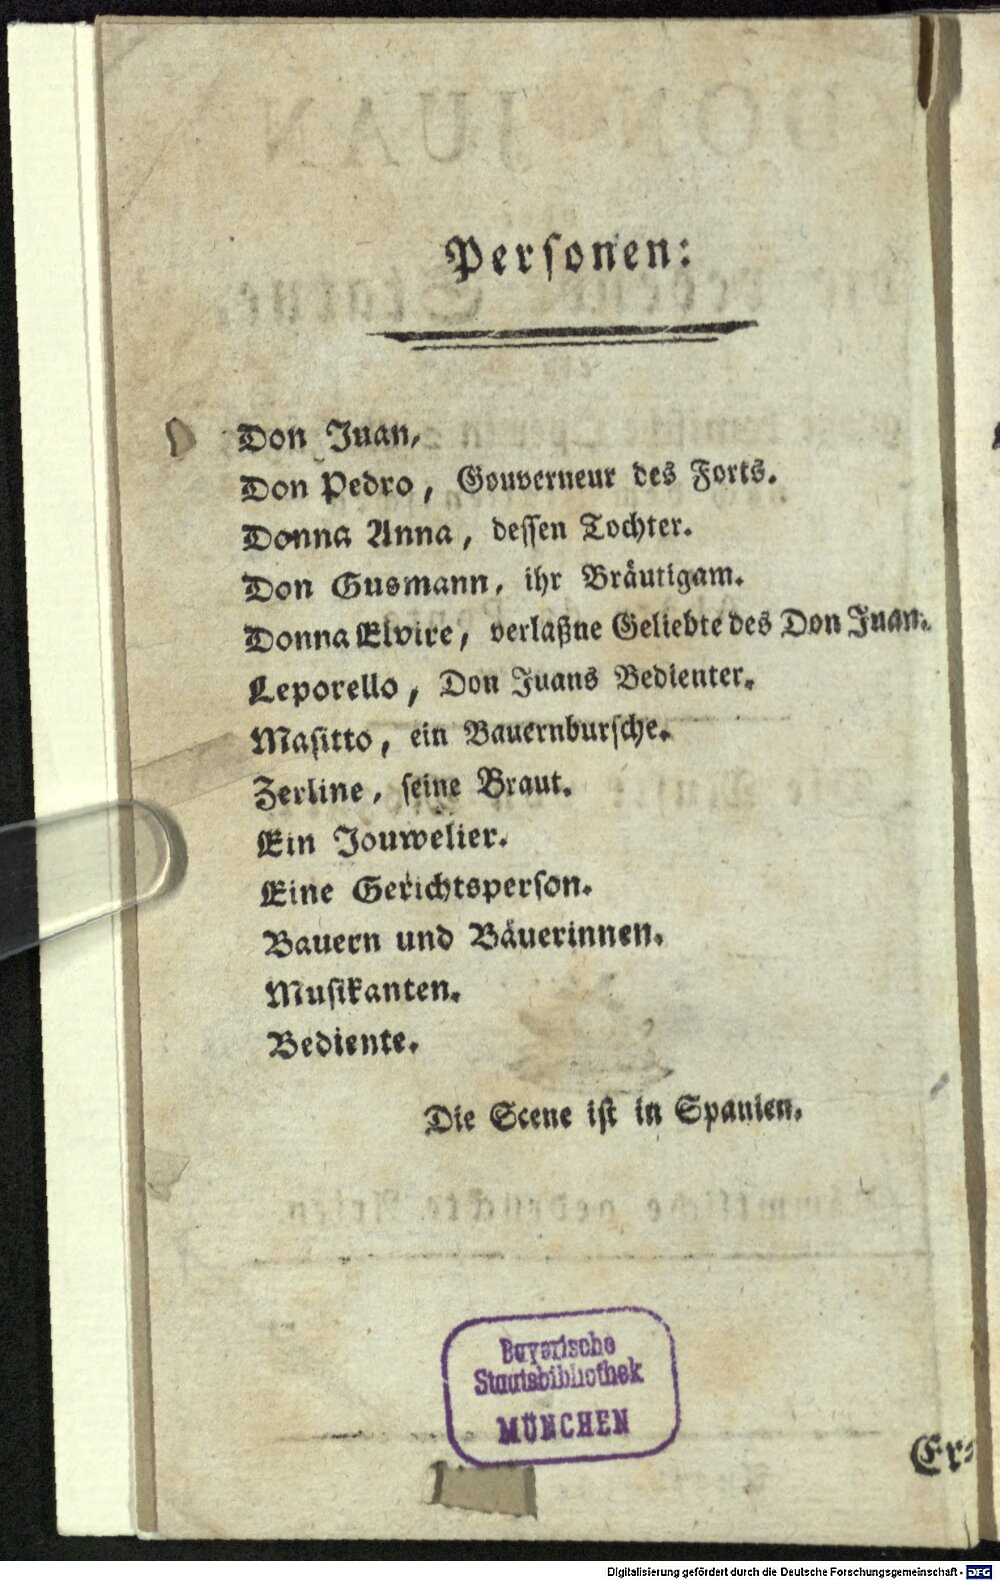 Personen:
Don Juan,
Don Pedro, Gouverneur des Forts.
Donna Anna, dessen Tochter.
Don Gusmann, ihr Bräutigam.
Donna Elvire, verlaßne Geliebte des Don Juan.
Leporello, Don Juans Bedienter.
Masitto, ein Bauernbursche.
Zerline, seine Braut.
Ein Jouwelier.
Eine Gerichtsperson.
Bauern und Bäuerinnen.
Musikanten.
Bediente.
Die Scene ist in Spanien.
Bayerische
Staatsbibliothek
MÜNCHEN
Er-
Digitalisierung gefördert durch die Deutsche Forschungsgemeinschaft - DFG